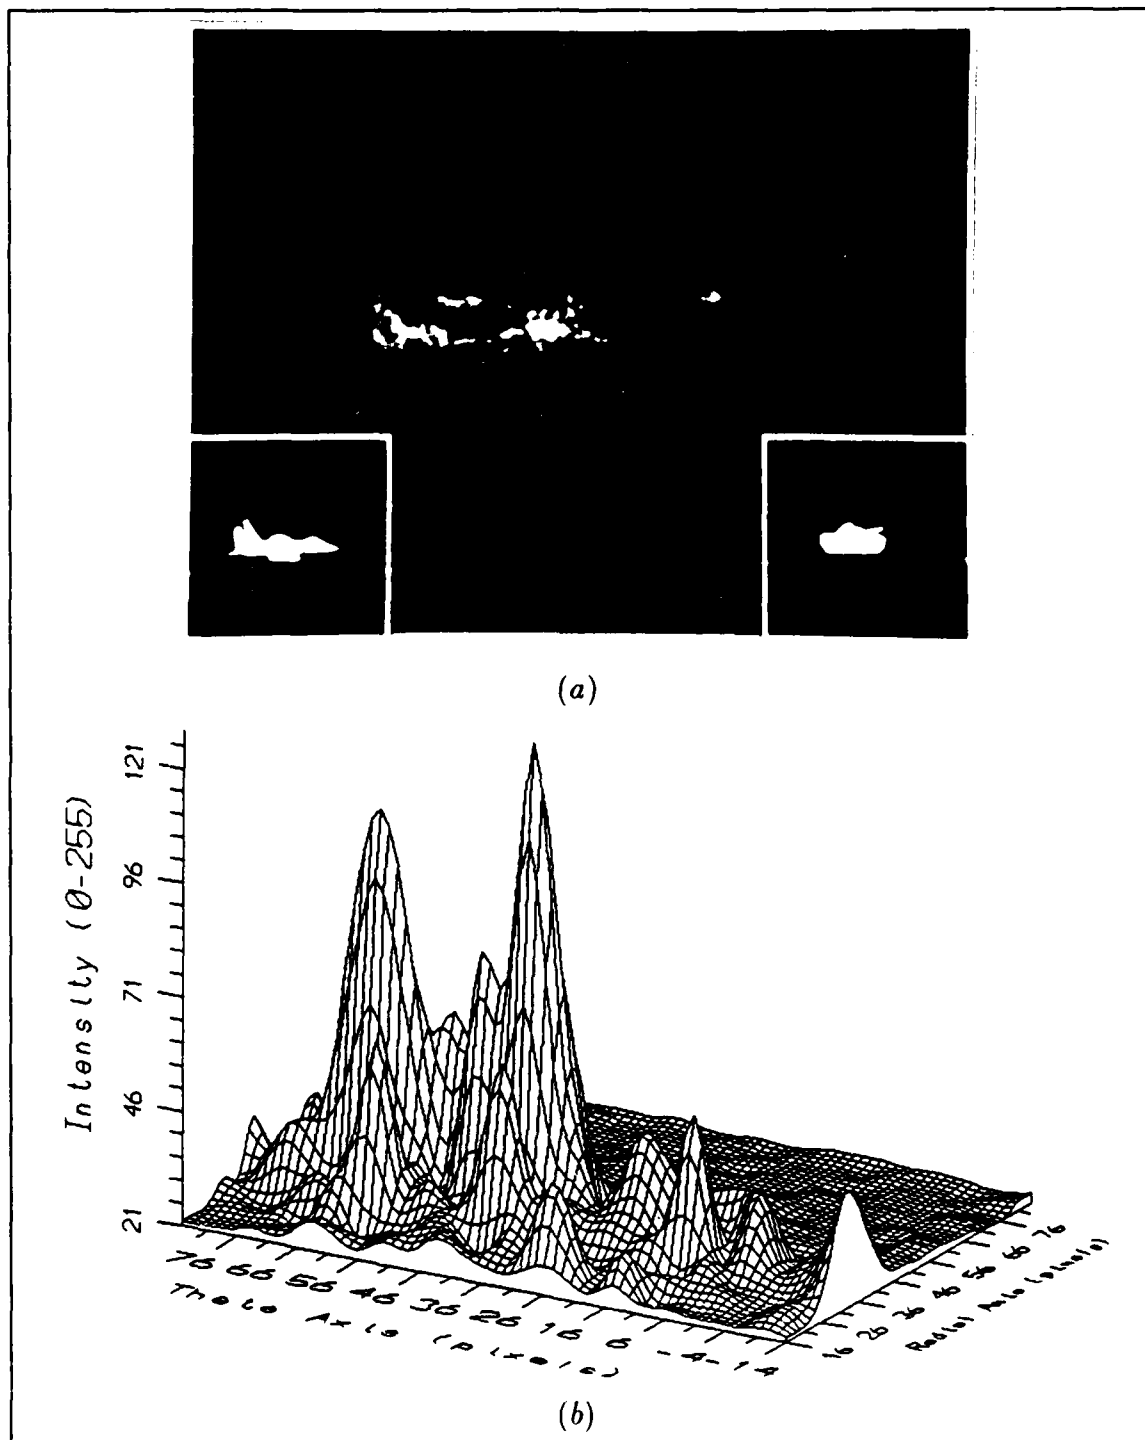 (a)
Intensity (0-255)
121
96
71
46
21
76 66 56 46 36 26 16 6 -4 -14
Theta Axis (pixels)
16 26 36 46 56 66 76
Radial Axis (pixels)
(b)